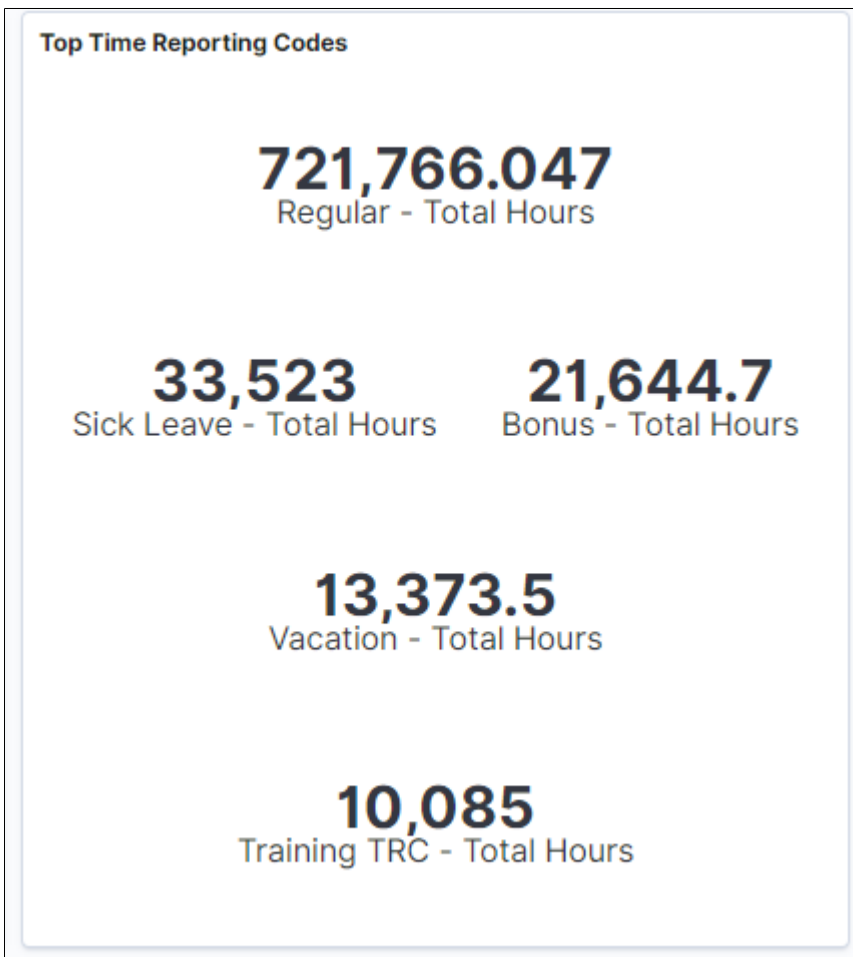 Top Time Reporting Codes
721,766.047
Regular - Total Hours
33,523
Sick Leave - Total Hours
21,644.7
Bonus - Total Hours
13,373.5
Vacation - Total Hours
10,085
Training TRC - Total Hours